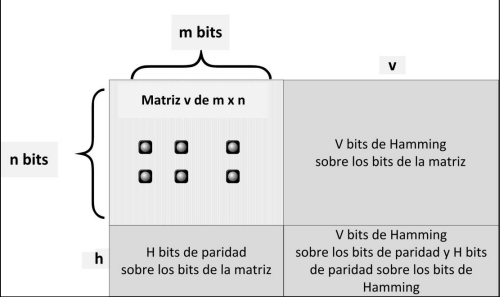 m bits
v
Matriz v de m x n
n bits
V bits de Hamming
sobre los bits de la matriz
h
H bits de paridad
sobre los bits de la matriz
V bits de Hamming
sobre los bits de paridad y H bits
de paridad sobre los bits de
Hamming